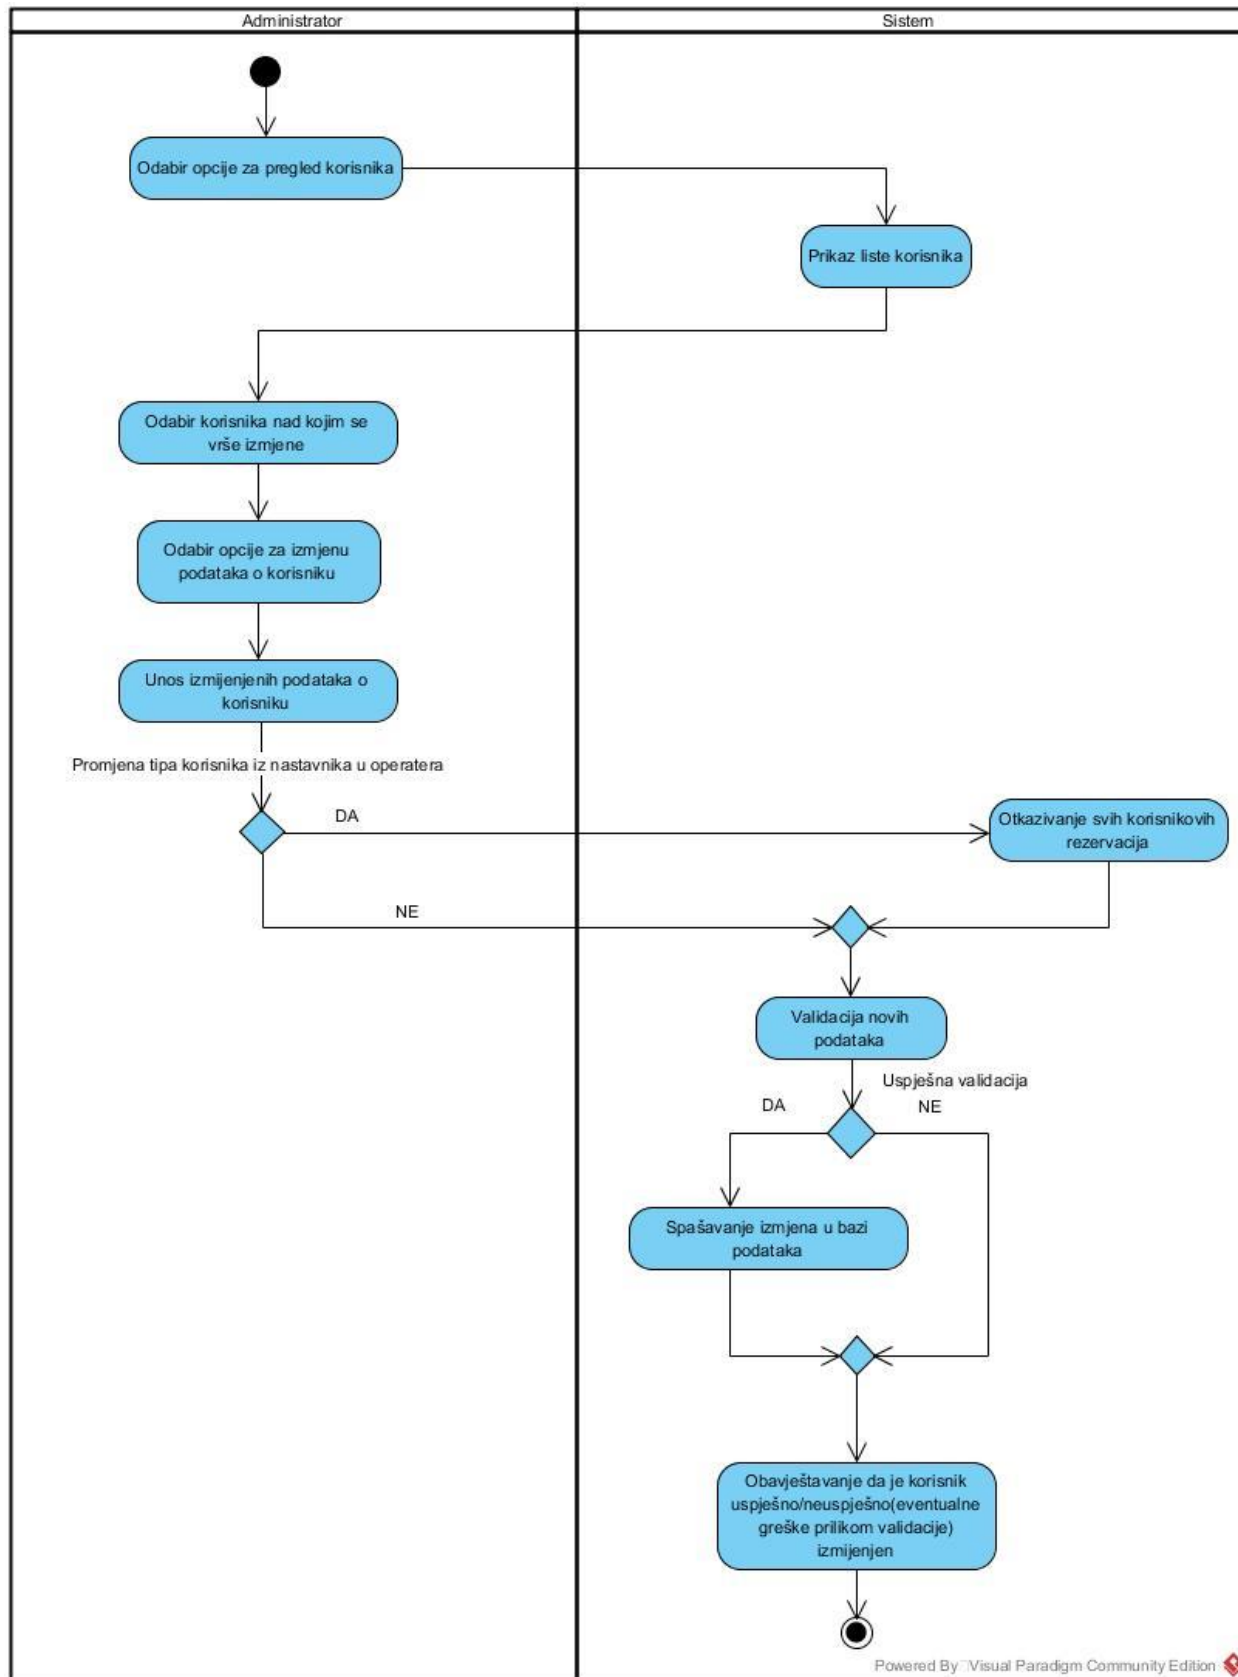 Administrator
Sistem
Odabir opcije za pregled korisnika
Prikaz liste korisnika
Odabir korisnika nad kojim se
vrše izmjene
Odabir opcije za izmjenu
podataka o korisniku
Unos izmijenjenih podataka o
korisniku
Promjena tipa korisnika iz nastavnika u operatera
DA
Otkazivanje svih korisnikovih
rezervacija
NE
Validacija novih
podataka
Uspješna validacija
DA
NE
Spašavanje izmjena u bazi
podataka
Obavještavanje da je korisnik
uspješno/neuspješno(eventualne
greške prilikom validacije)
izmijenjen
Powered By Visual Paradigm Community Edition